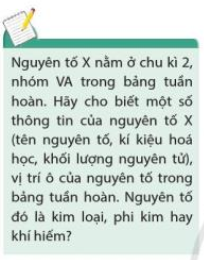 Nguyên tố X nằm ở chu kì 2,
nhóm VA trong bảng tuần
hoàn. Hãy cho biết một số
thông tin của nguyên tố X
(tên nguyên tố, kí kiệu hoá
học, khối lượng nguyên tử),
vị trí ô của nguyên tố trong
bảng tuần hoàn. Nguyên tố
đó là kim loại, phi kim hay
khí hiếm?